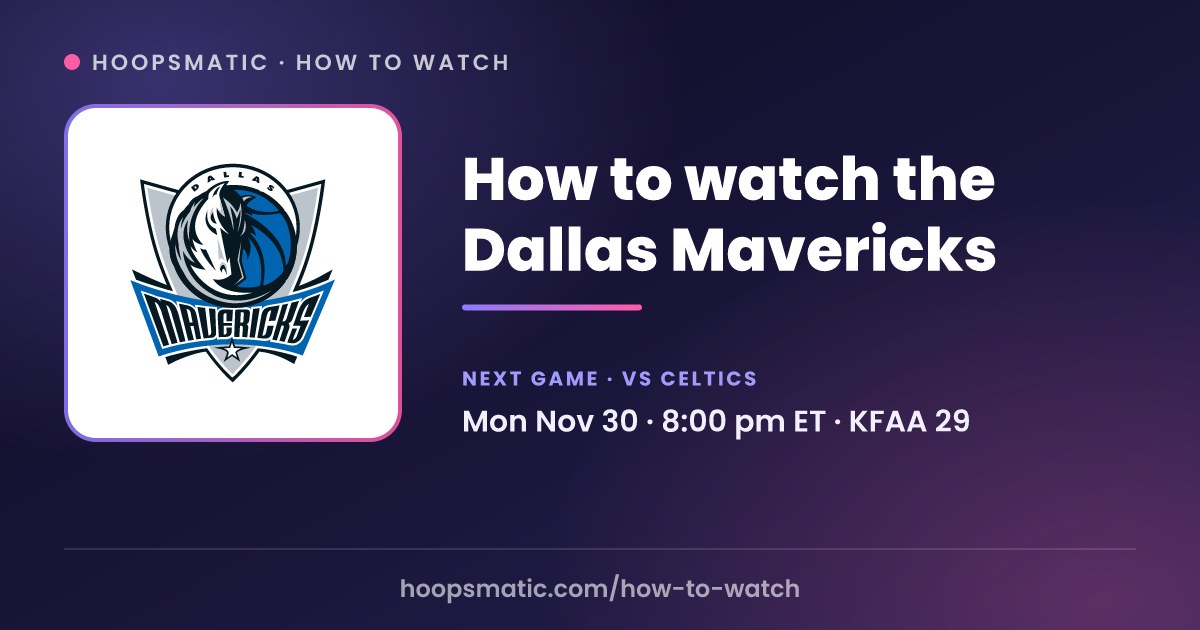 HOOPSMATIC · HOW TO WATCH
DALLAS
MAVERICKS
How to watch the
Dallas Mavericks
NEXT GAME · VS CELTICS
Mon Nov 30 · 8:00 pm ET · KFAA 29
hoopsmatic.com/how-to-watch